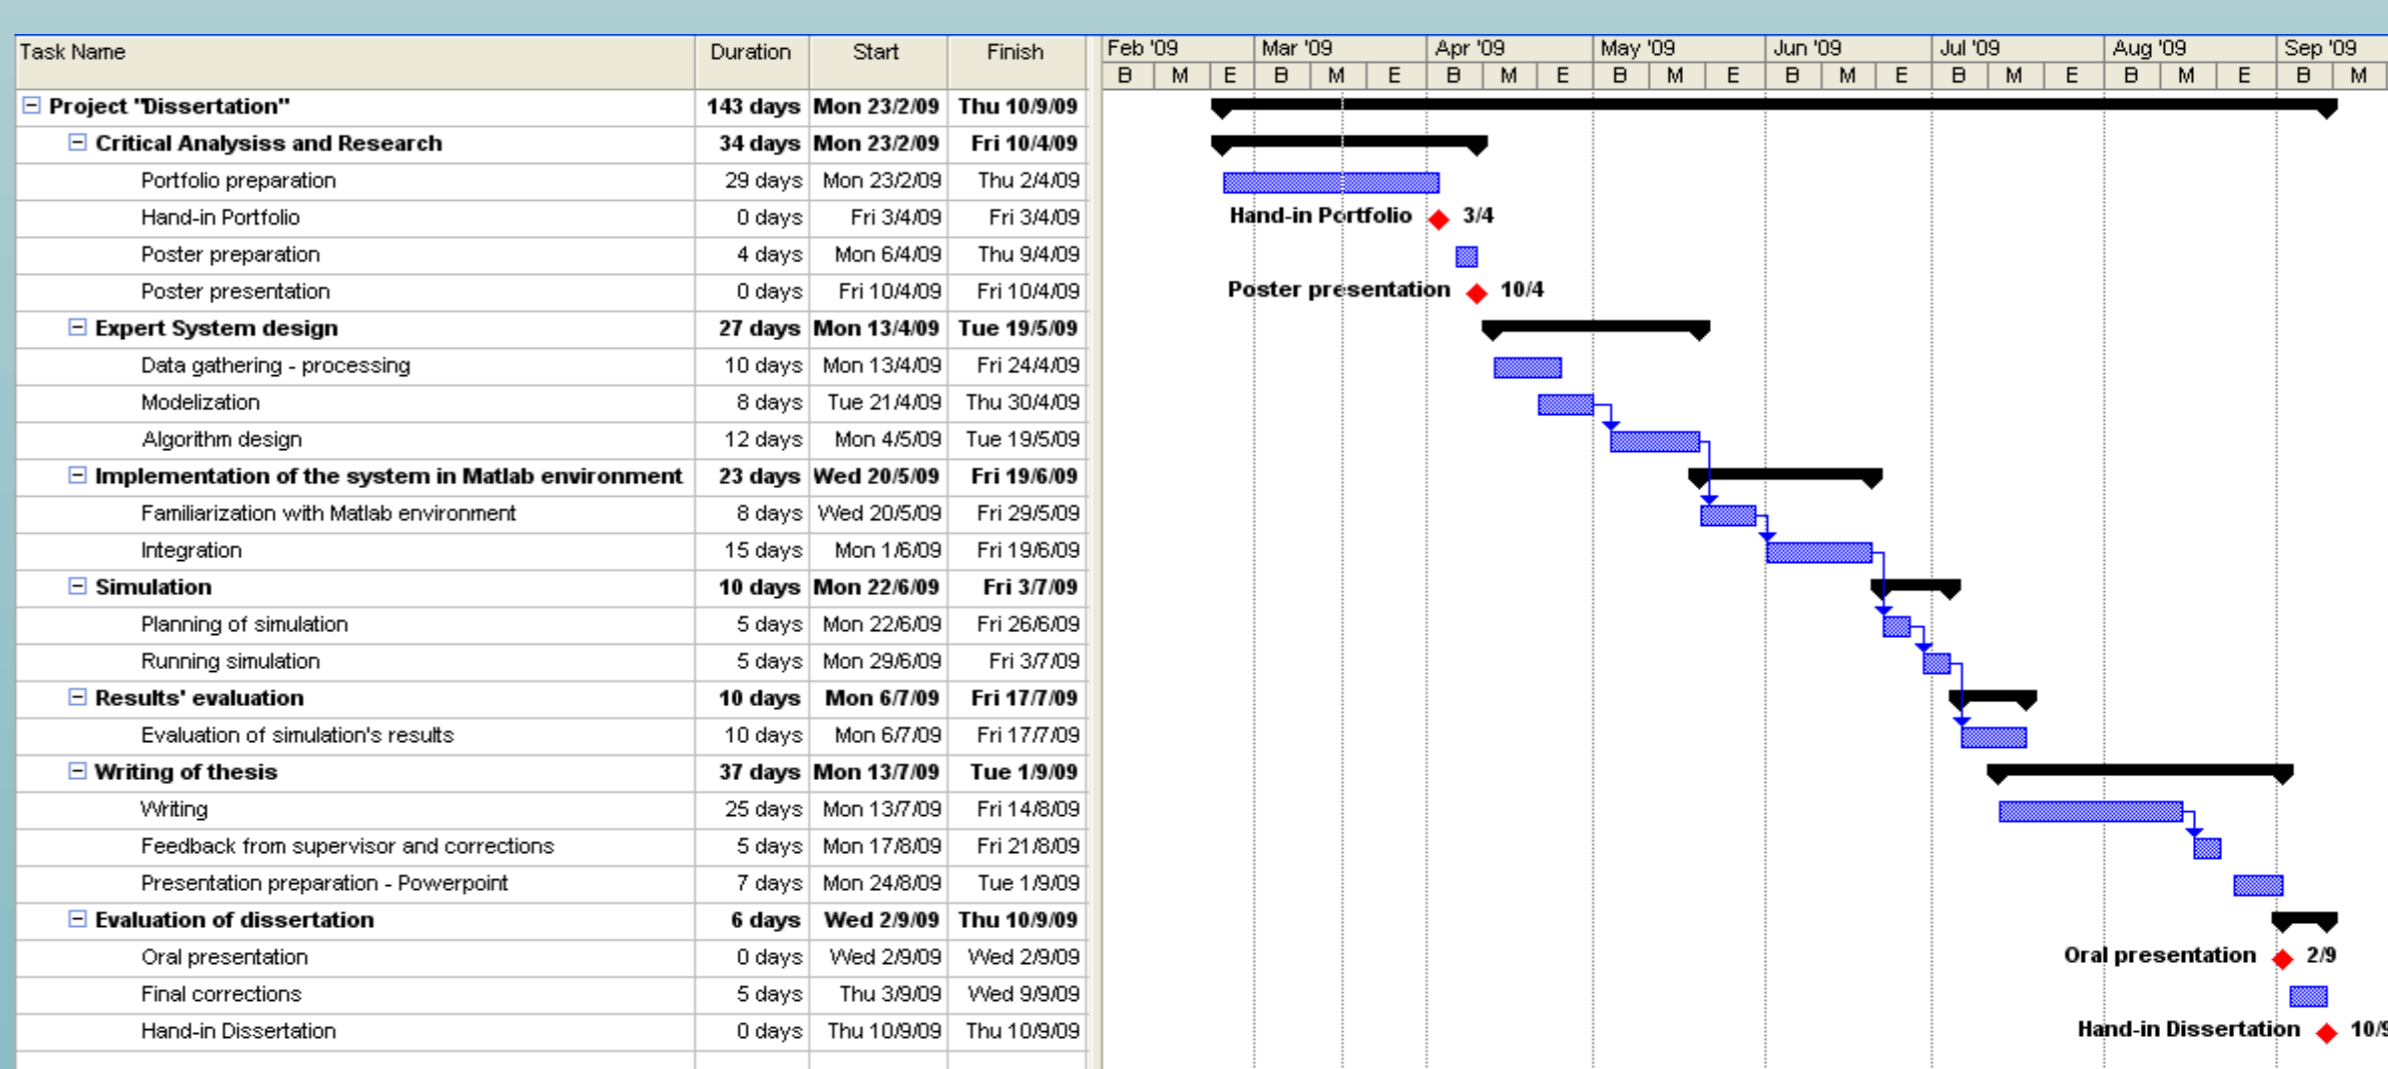 Task Name Duration Start Finish Feb '09 Mar '09 Apr '09 May '09 Jun '09 Jul '09 Aug '09 Sep '09
B M E B M E B M E B M E B M E B M E B M E B M
Project "Dissertation" 143 days Mon 23/2/09 Thu 10/9/09
Critical Analysiss and Research 34 days Mon 23/2/09 Fri 10/4/09
Portfolio preparation 29 days Mon 23/2/09 Thu 2/4/09
Hand-in Portfolio 0 days Fri 3/4/09 Fri 3/4/09 Hand-in Portfolio 3/4
Poster preparation 4 days Mon 6/4/09 Thu 9/4/09
Poster presentation 0 days Fri 10/4/09 Fri 10/4/09 Poster presentation 10/4
Expert System design 27 days Mon 13/4/09 Tue 19/5/09
Data gathering - processing 10 days Mon 13/4/09 Fri 24/4/09
Modelization 8 days Tue 21/4/09 Thu 30/4/09
Algorithm design 12 days Mon 4/5/09 Tue 19/5/09
Implementation of the system in Matlab environment 23 days Wed 20/5/09 Fri 19/6/09
Familiarization with Matlab environment 8 days Wed 20/5/09 Fri 29/5/09
Integration 15 days Mon 1/6/09 Fri 19/6/09
Simulation 10 days Mon 22/6/09 Fri 3/7/09
Planning of simulation 5 days Mon 22/6/09 Fri 26/6/09
Running simulation 5 days Mon 29/6/09 Fri 3/7/09
Results' evaluation 10 days Mon 6/7/09 Fri 17/7/09
Evaluation of simulation's results 10 days Mon 6/7/09 Fri 17/7/09
Writing of thesis 37 days Mon 13/7/09 Tue 1/9/09
Writing 25 days Mon 13/7/09 Fri 14/8/09
Feedback from supervisor and corrections 5 days Mon 17/8/09 Fri 21/8/09
Presentation preparation - Powerpoint 7 days Mon 24/8/09 Tue 1/9/09
Evaluation of dissertation 6 days Wed 2/9/09 Thu 10/9/09
Oral presentation 0 days Wed 2/9/09 Wed 2/9/09 Oral presentation 2/9
Final corrections 5 days Thu 3/9/09 Wed 9/9/09
Hand-in Dissertation 0 days Thu 10/9/09 Thu 10/9/09 Hand-in Dissertation 10/9